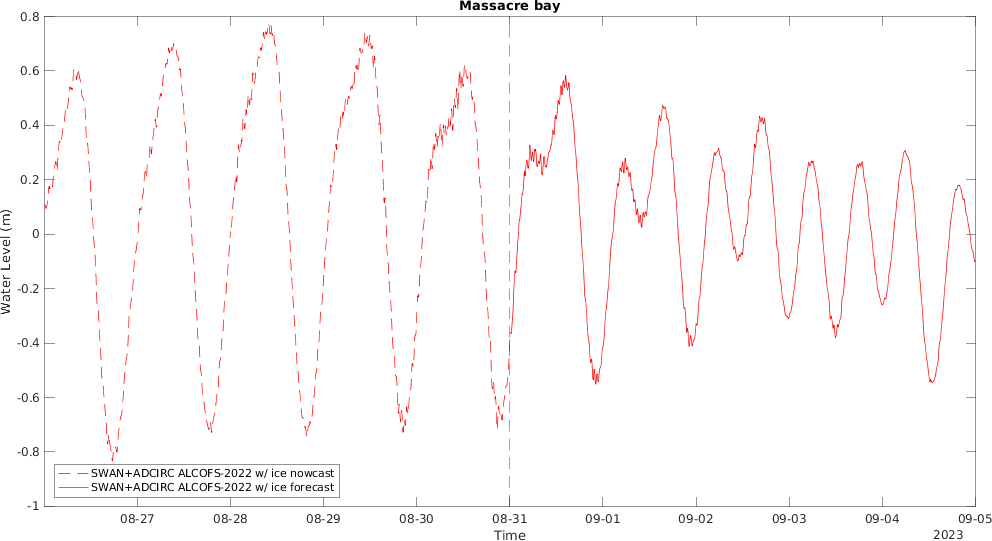 Massacre bay
0.8
0.6
0.4
0.2
0
-0.2
-0.4
-0.6
-0.8
-1
Water Level (m)
SWAN+ADCIRC ALCOFS-2022 w/ ice nowcast
SWAN+ADCIRC ALCOFS-2022 w/ ice forecast
08-27 08-28 08-29 08-30 08-31 09-01 09-02 09-03 09-04 09-05
Time
2023